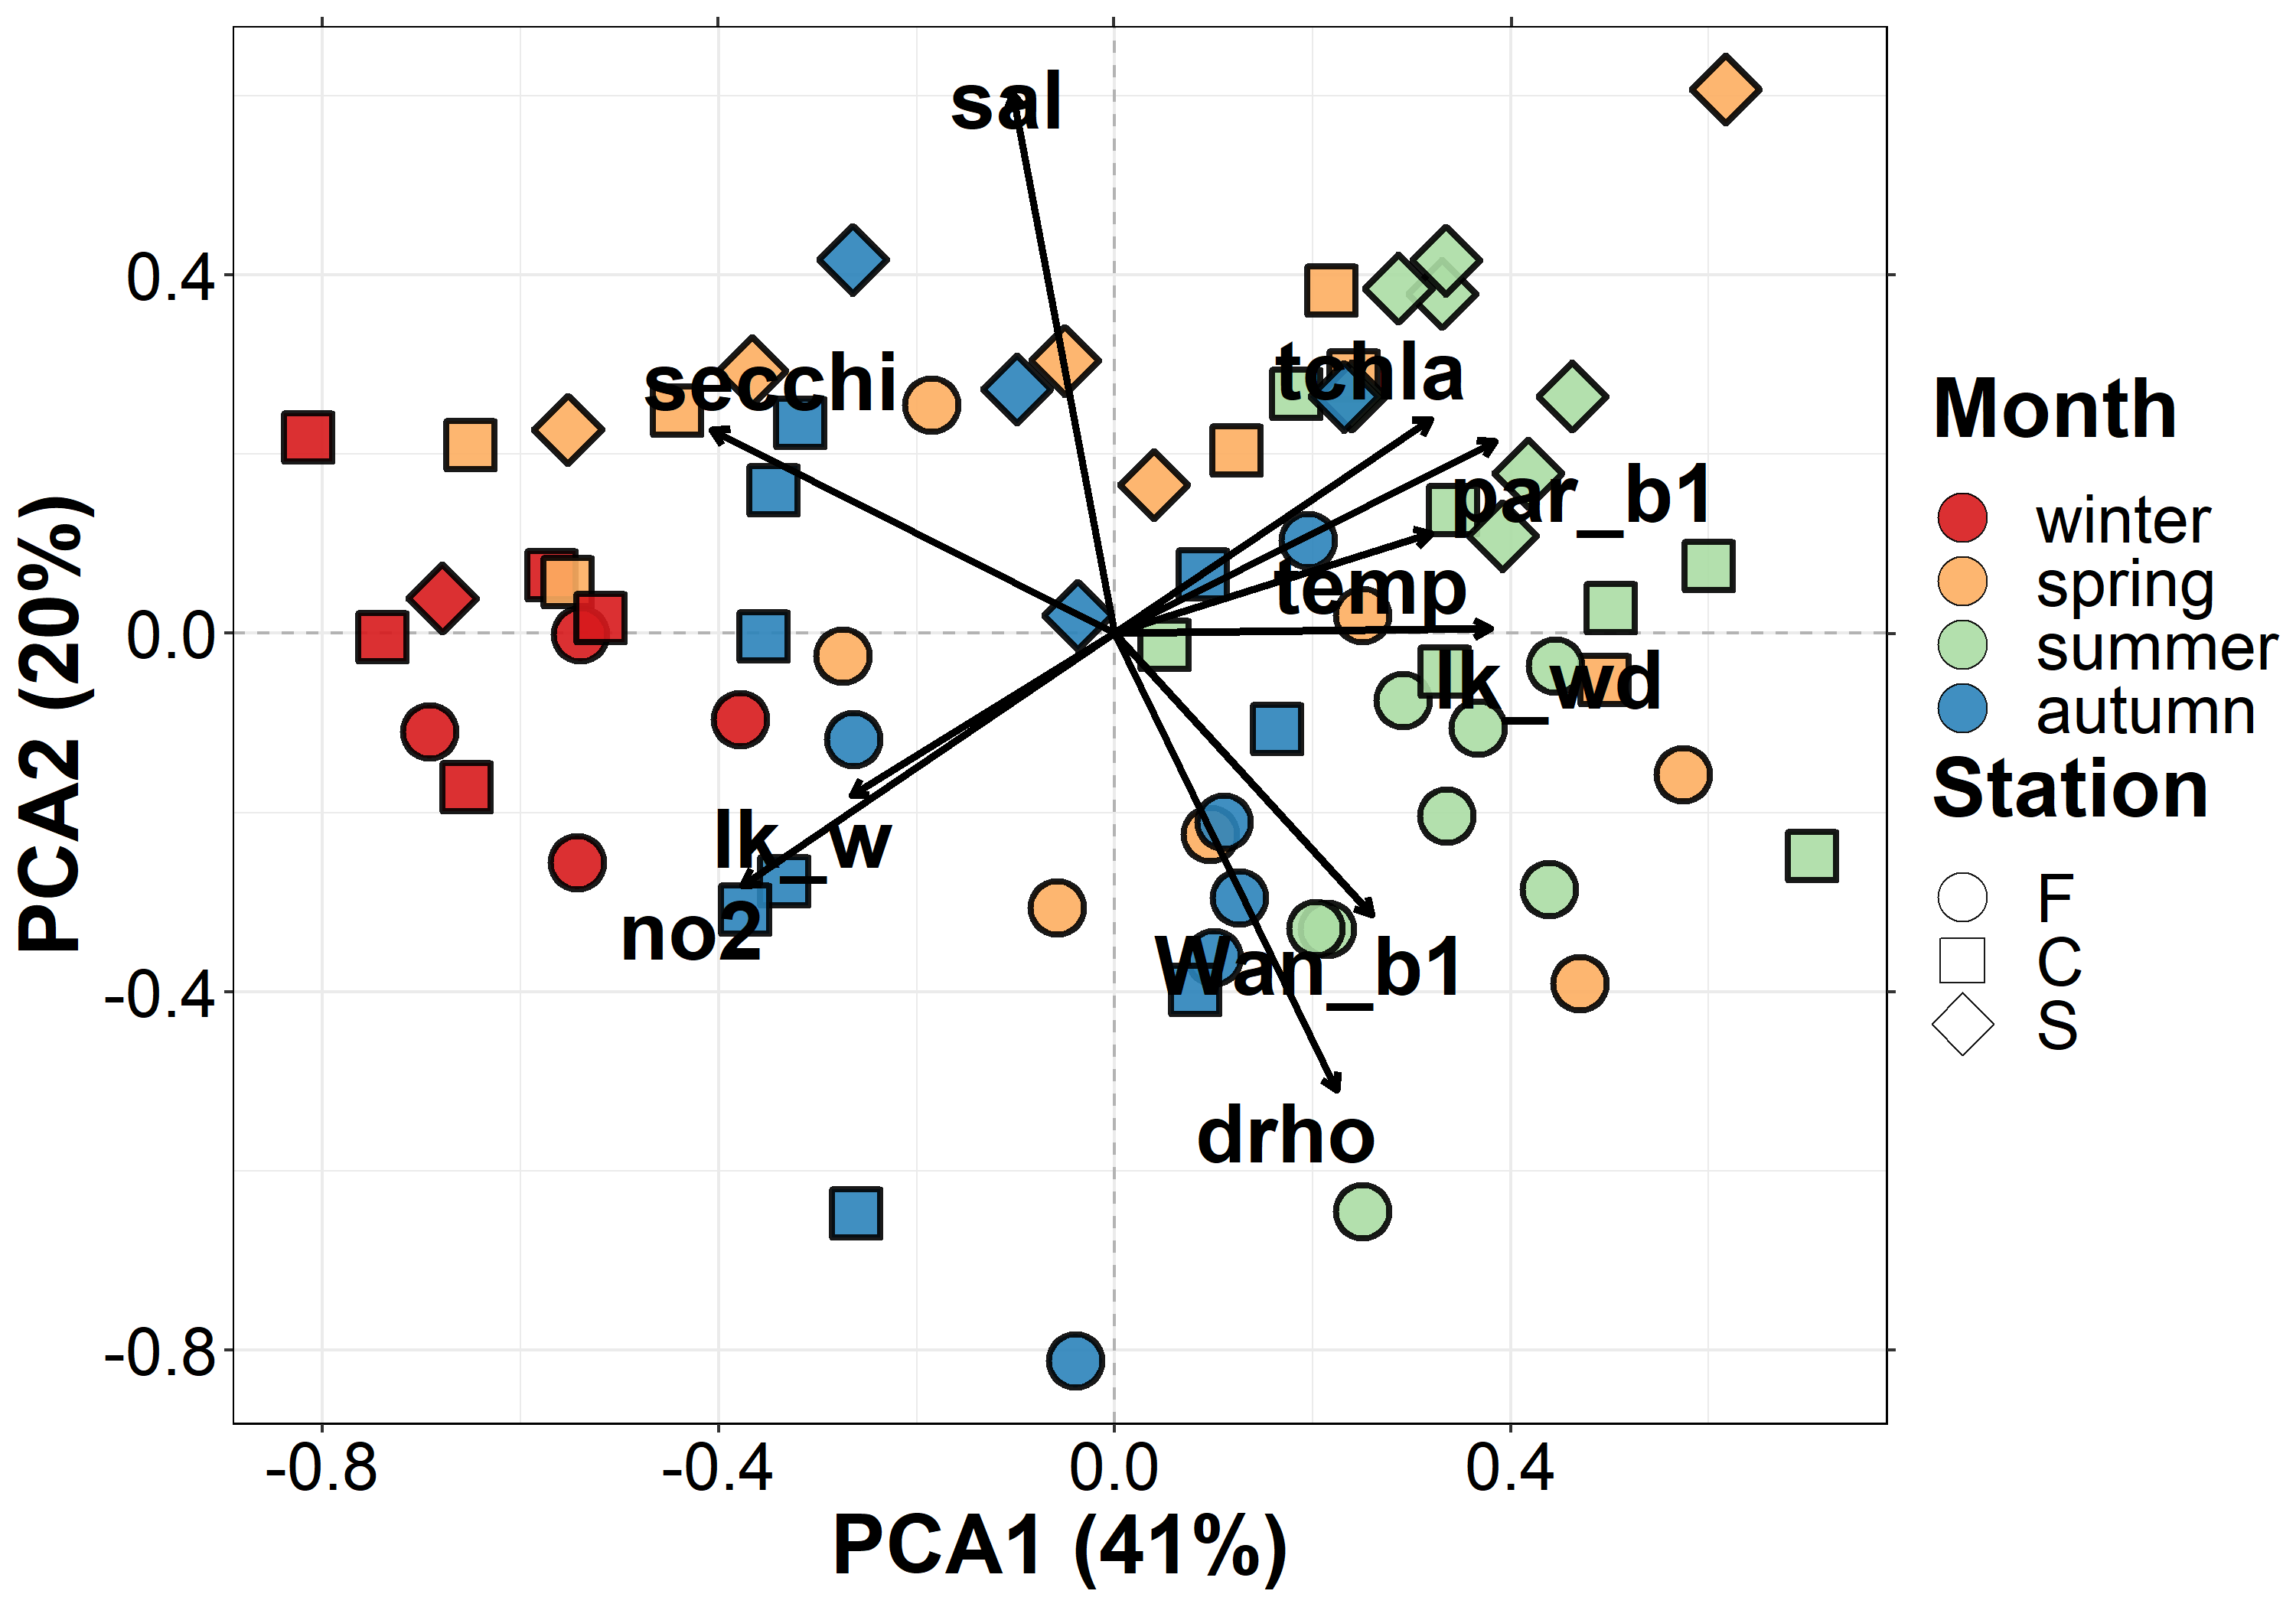 sal
0.4
secchi
tchla
par_b1
temp
0.0
lk_wd
lk_w
no2
Wan_b1
-0.4
drho
-0.8
-0.8
-0.4
0.0
0.4
PCA1 (41%)
PCA2 (20%)
Month
winter
spring
summer
autumn
Station
F
C
S